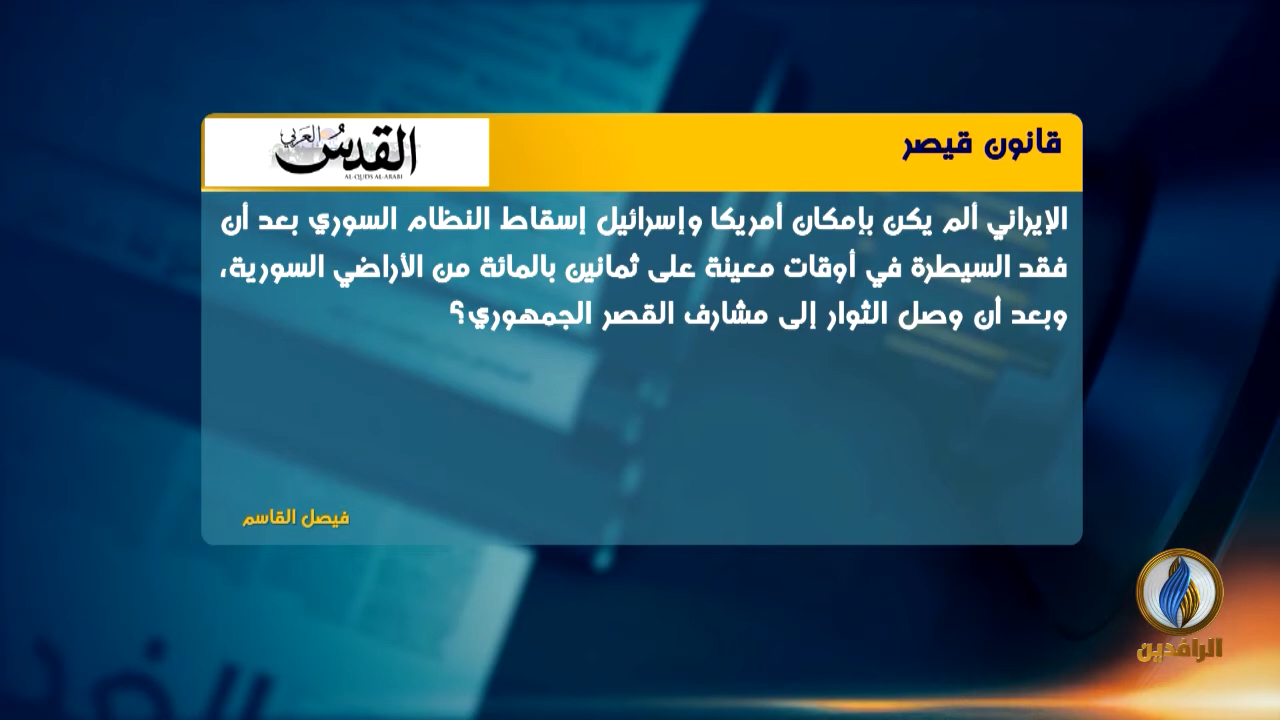 قانون قيصر
القدس العربي
AL-QUDS AL-ARABI
الإيراني ألم يكن بإمكان أمريكا وإسرائيل إسقاط النظام السوري بعد أن
فقد السيطرة في أوقات معينة على ثمانين بالمائة من الأراضي السورية،
وبعد أن وصل الثوار إلى مشارف القصر الجمهوري؟
فيصل القاسم
الرافدين